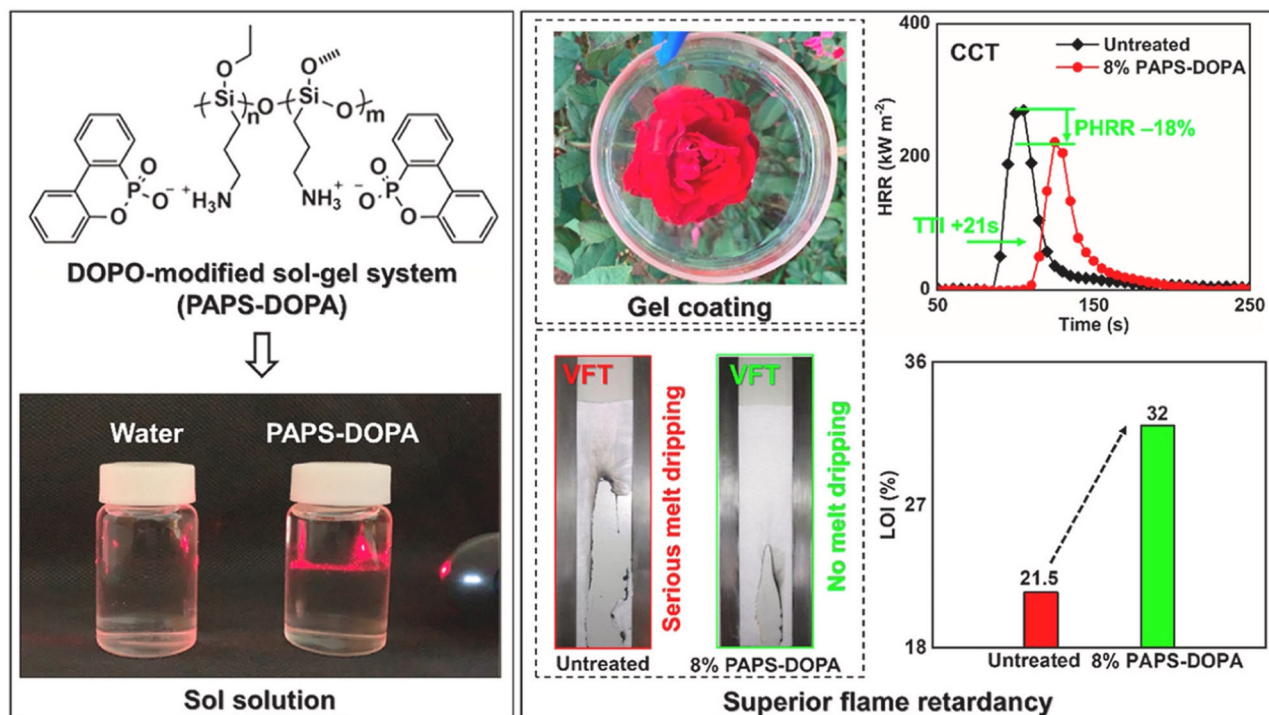 O
O
Si
n
O
Si
O
m
O
P
O
O⁻
⁺H₃N
NH₃⁺
⁻O
O
P
O
DOPO-modified sol-gel system
(PAPS-DOPA)
Water
PAPS-DOPA
Sol solution
Gel coating
VFT
Serious melt dripping
Untreated
VFT
No melt dripping
8% PAPS-DOPA
400
200
0
HRR (kW m⁻²)
CCT
Untreated
8% PAPS-DOPA
PHRR –18%
TTI +21s
50
150
250
Time (s)
36
27
18
LOI (%)
21.5
32
Untreated
8% PAPS-DOPA
Superior flame retardancy